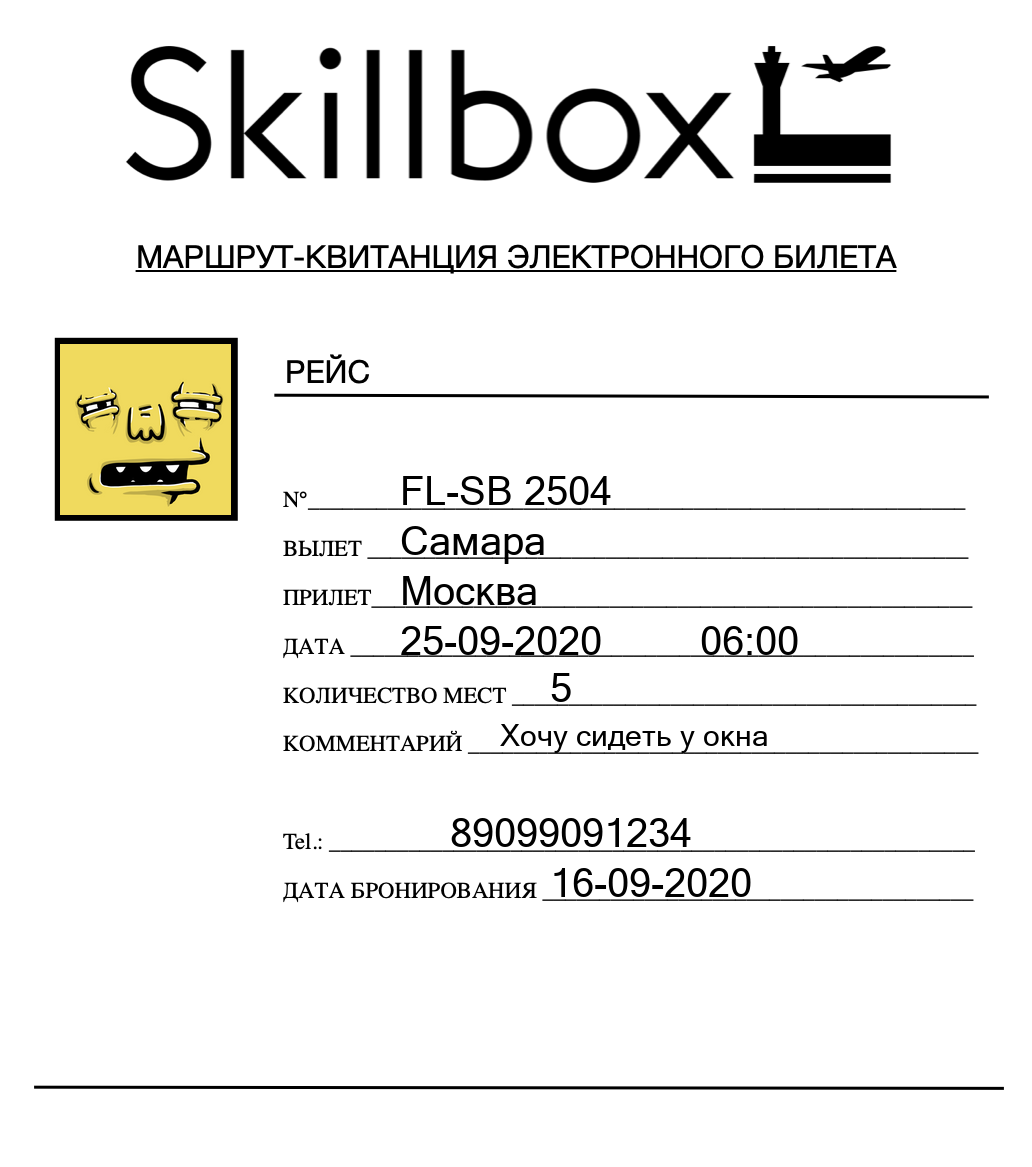 Skillbox
МАРШРУТ-КВИТАНЦИЯ ЭЛЕКТРОННОГО БИЛЕТА
РЕЙС
N° FL-SB 2504
ВЫЛЕТ Самара
ПРИЛЕТ Москва
ДАТА 25-09-2020 06:00
КОЛИЧЕСТВО МЕСТ 5
КОММЕНТАРИЙ Хочу сидеть у окна
Tel.: 89099091234
ДАТА БРОНИРОВАНИЯ 16-09-2020